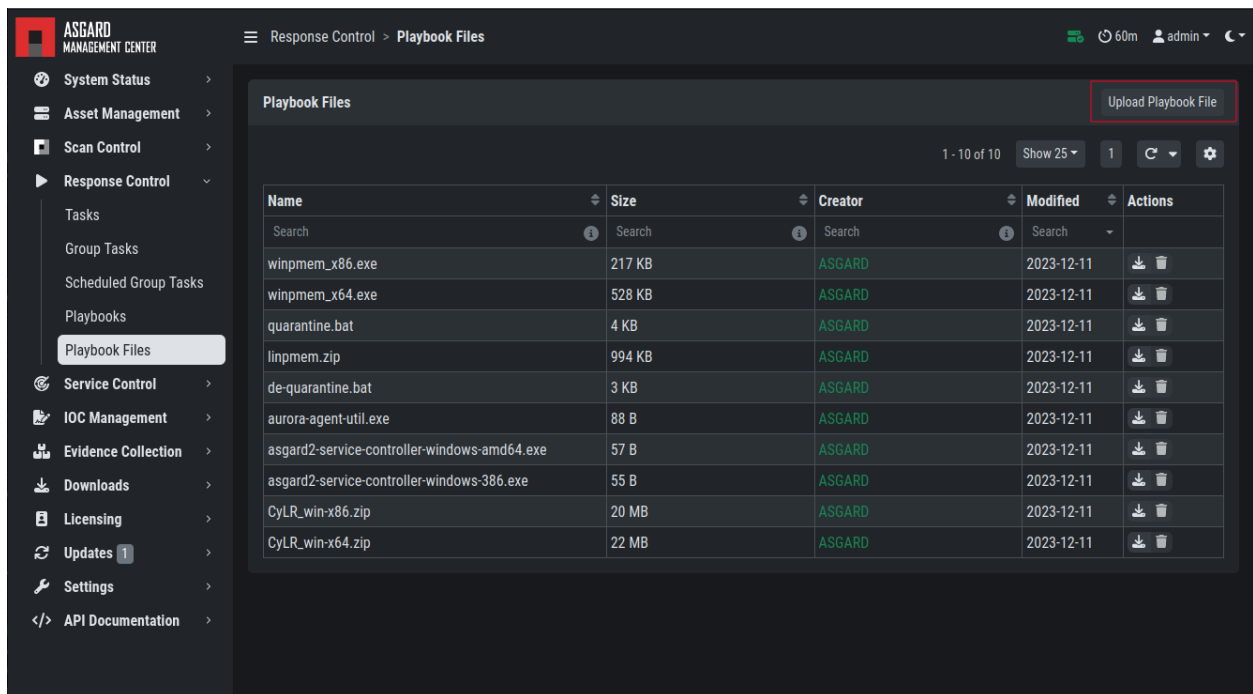 ASGARD
MANAGEMENT CENTER
Response Control > Playbook Files
60m
admin
System Status
Asset Management
Scan Control
Response Control
Tasks
Group Tasks
Scheduled Group Tasks
Playbooks
Playbook Files
Service Control
IOC Management
Evidence Collection
Downloads
Licensing
Updates 1
Settings
API Documentation
Playbook Files
Upload Playbook File
1 - 10 of 10 Show 25 1
Name Size Creator Modified Actions
Search Search Search Search
winpmem_x86.exe 217 KB ASGARD 2023-12-11
winpmem_x64.exe 528 KB ASGARD 2023-12-11
quarantine.bat 4 KB ASGARD 2023-12-11
linpmem.zip 994 KB ASGARD 2023-12-11
de-quarantine.bat 3 KB ASGARD 2023-12-11
aurora-agent-util.exe 88 B ASGARD 2023-12-11
asgard2-service-controller-windows-amd64.exe 57 B ASGARD 2023-12-11
asgard2-service-controller-windows-386.exe 55 B ASGARD 2023-12-11
CyLR_win-x86.zip 20 MB ASGARD 2023-12-11
CyLR_win-x64.zip 22 MB ASGARD 2023-12-11